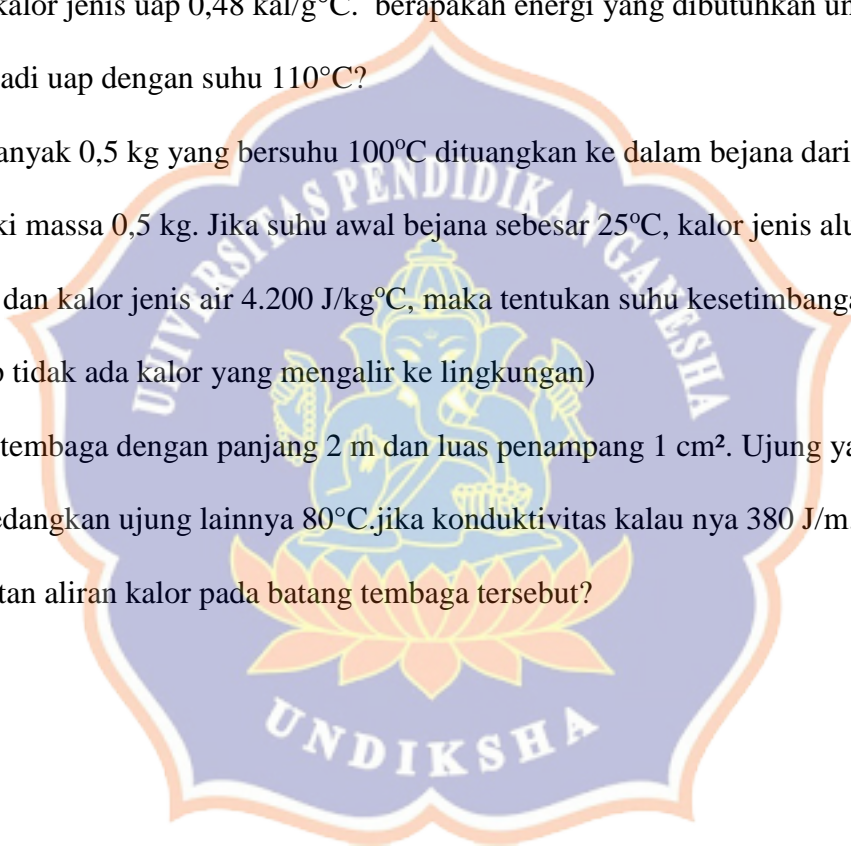 kalor jenis uap 0,48 kal/g°C. berapakah energi yang dibutuhkan un
adi uap dengan suhu 110°C?
anyak 0,5 kg yang bersuhu 100°C dituangkan ke dalam bejana dari
ki massa 0,5 kg. Jika suhu awal bejana sebesar 25°C, kalor jenis alu
dan kalor jenis air 4.200 J/kg°C, maka tentukan suhu kesetimbanga
tidak ada kalor yang mengalir ke lingkungan)
tembaga dengan panjang 2 m dan luas penampang 1 cm². Ujung ya
edangkan ujung lainnya 80°C.jika konduktivitas kalau nya 380 J/m.
tan aliran kalor pada batang tembaga tersebut?
UNIVERSITAS PENDIDIKAN GANESHA
UNDIKSHA